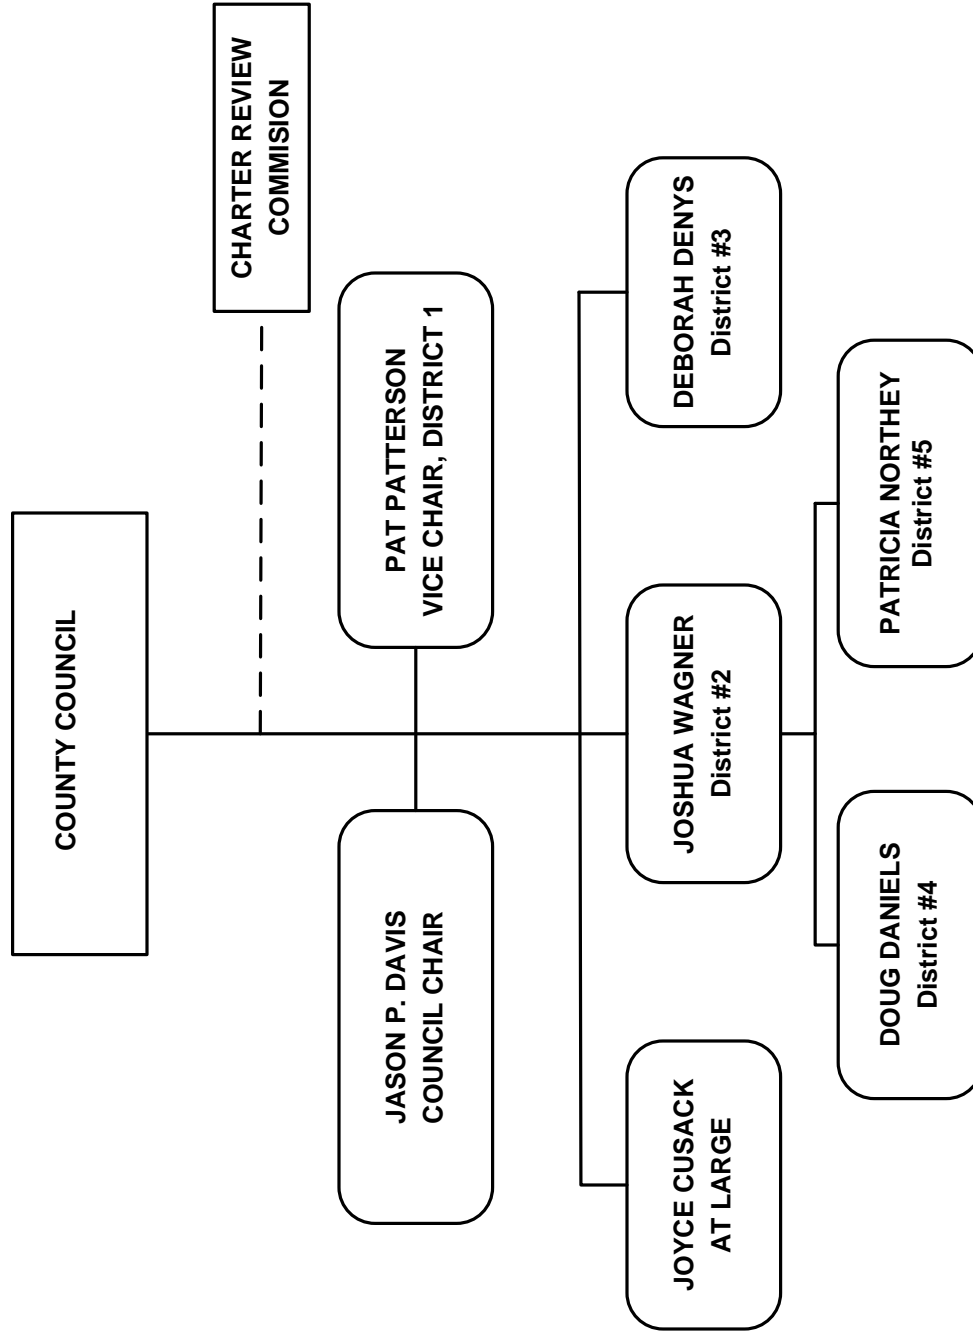 COUNTY COUNCIL
CHARTER REVIEW
COMMISION
JASON P. DAVIS
COUNCIL CHAIR
PAT PATTERSON
VICE CHAIR, DISTRICT 1
JOYCE CUSACK
AT LARGE
JOSHUA WAGNER
District #2
DEBORAH DENYS
District #3
DOUG DANIELS
District #4
PATRICIA NORTHEY
District #5